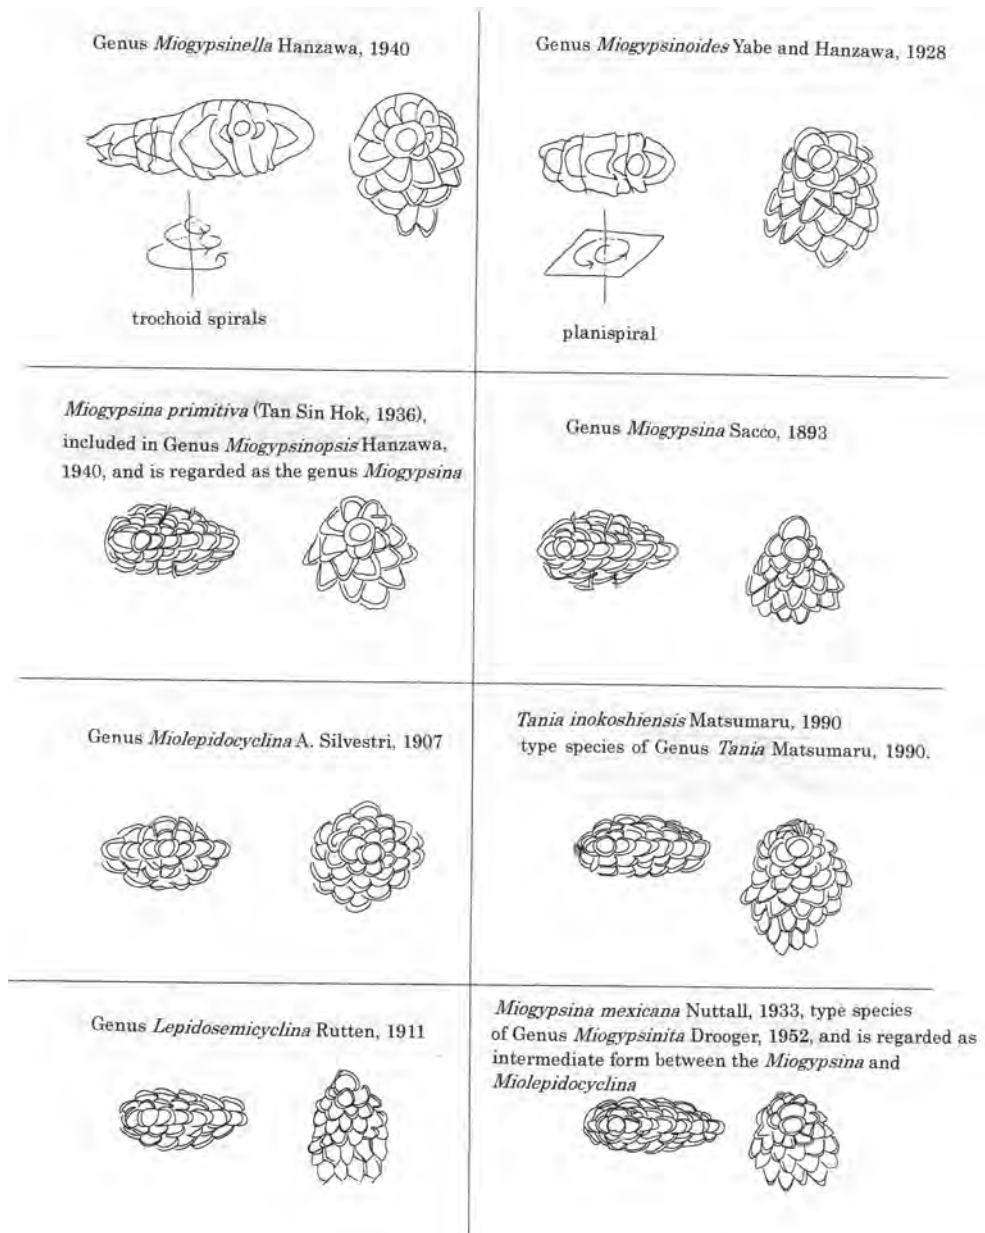 Genus Miogypsinella Hanzawa, 1940
trochoid spirals
Genus Miogypsinoides Yabe and Hanzawa, 1928
planispiral
Miogypsina primitiva (Tan Sin Hok, 1936),
included in Genus Miogypsinopsis Hanzawa,
1940, and is regarded as the genus Miogypsina
Genus Miogypsina Sacco, 1893
Genus Miolepidocyclina A. Silvestri, 1907
Tania inokoshiensis Matsumaru, 1990
type species of Genus Tania Matsumaru, 1990.
Genus Lepidosemicyclina Rutten, 1911
Miogypsina mexicana Nuttall, 1933, type species
of Genus Miogypsinita Drooger, 1952, and is regarded as
intermediate form between the Miogypsina and
Miolepidocyclina